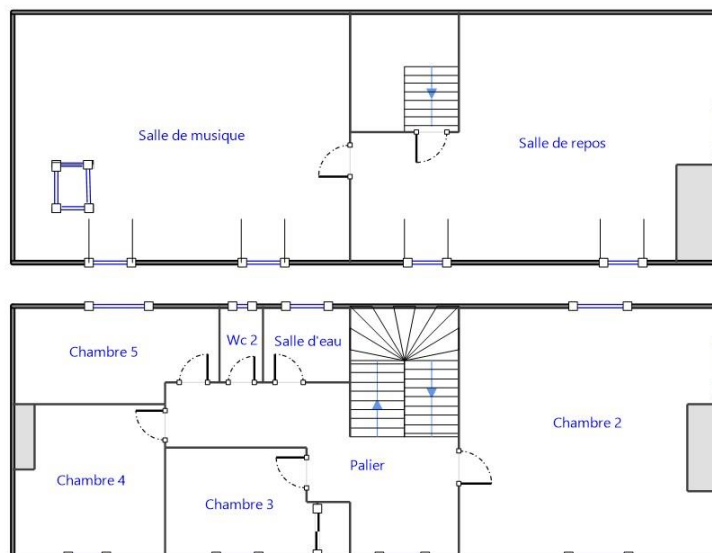 Salle de musique
Salle de repos
Chambre 5
Wc 2
Salle d'eau
Chambre 2
Chambre 4
Palier
Chambre 3